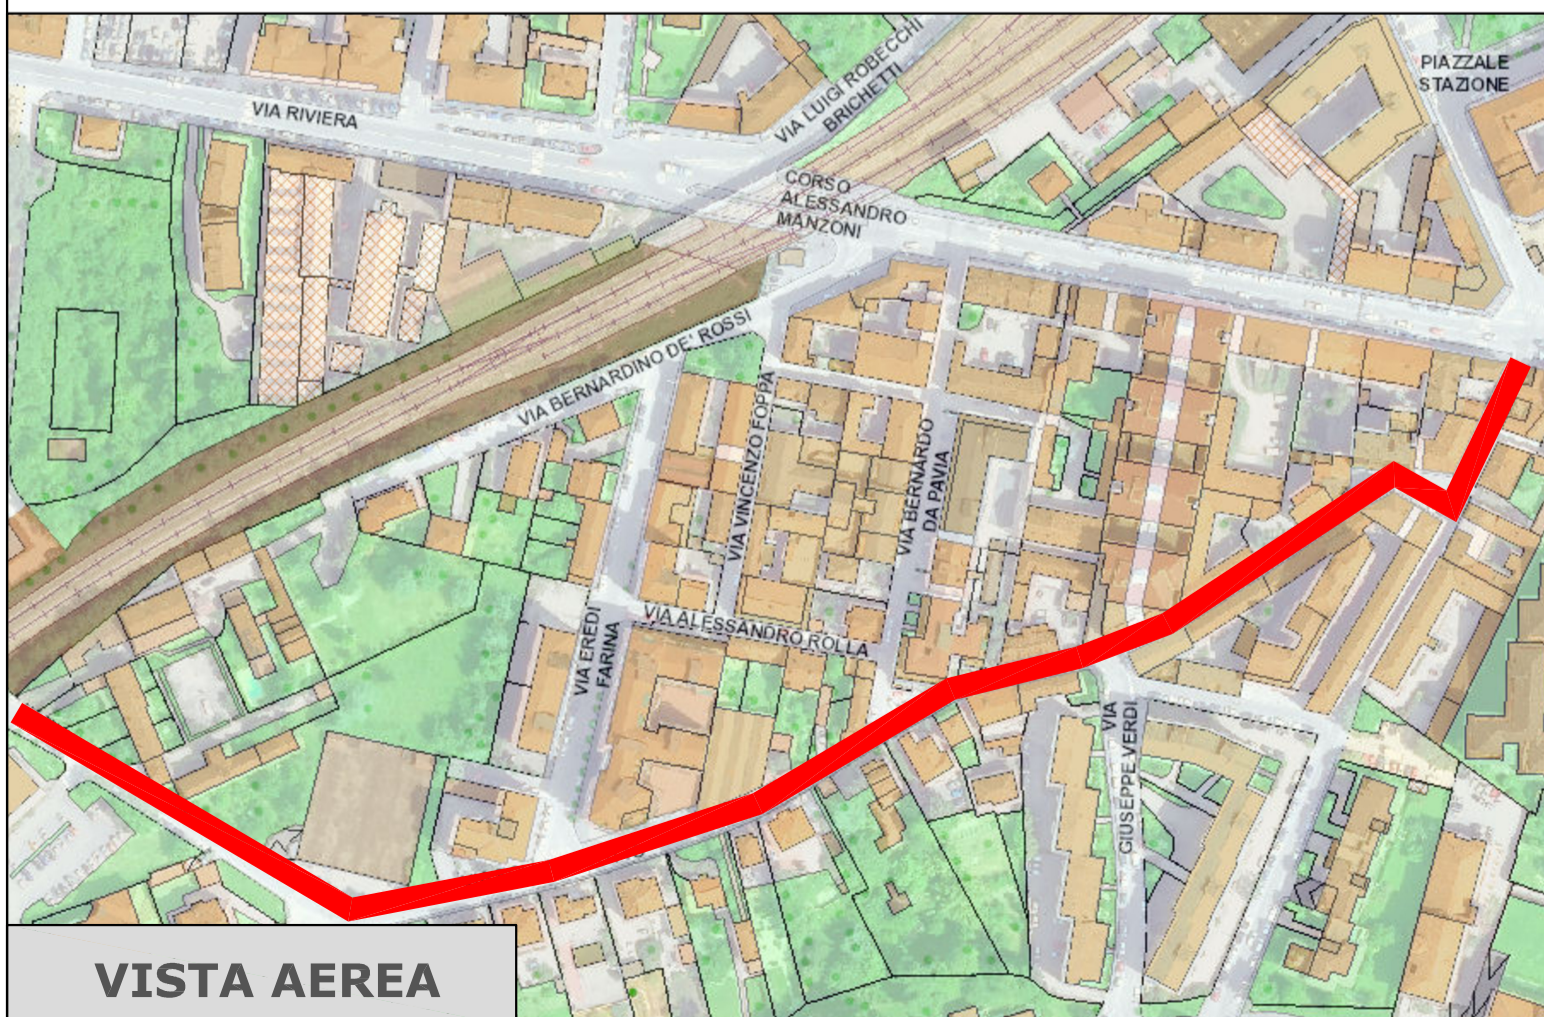 VIA LUIGI ROBECCHI
BRICHETTI
PIAZZALE
STAZIONE
VIA RIVIERA
CORSO
ALESSANDRO
MANZONI
VIA BERNARDINO DE' ROSSI
VIA VINCENZO FOPPA
VIA BERNARDO
DA PAVIA
VIA EREDI
FARINA
VIA ALESSANDRO ROLLA
VIA
GIUSEPPE VERDI
VISTA AEREA